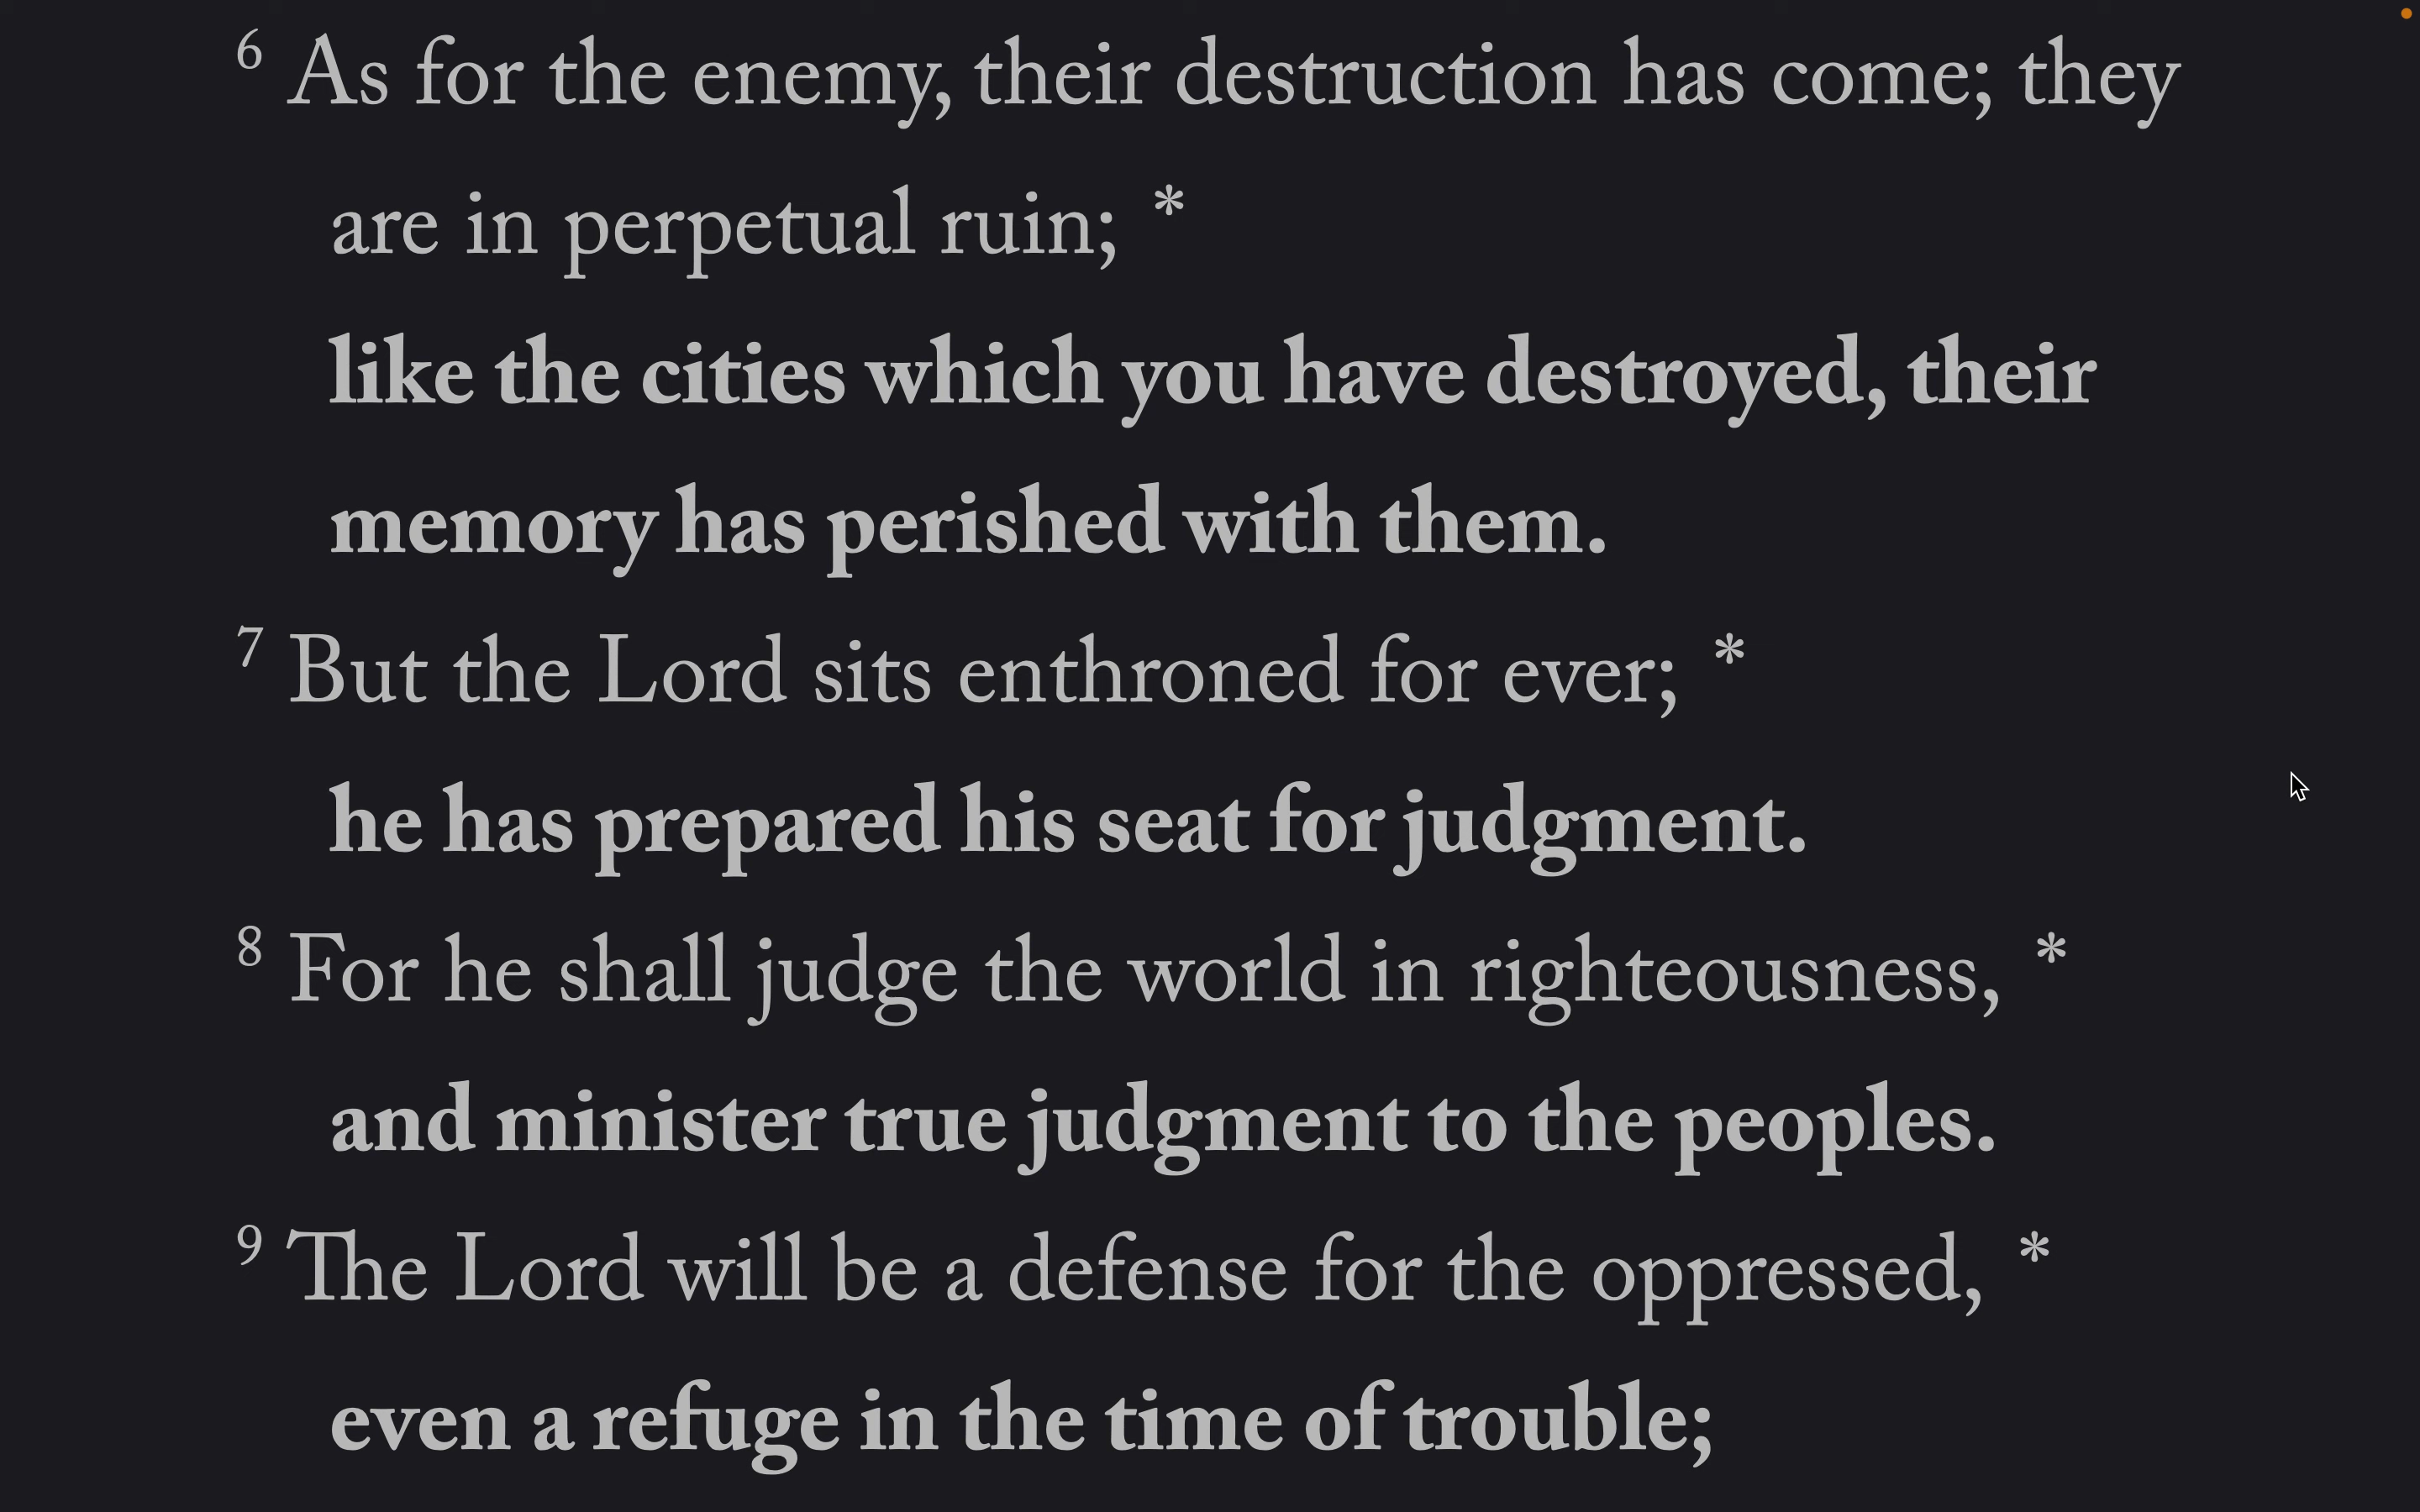 6 As for the enemy, their destruction has come; they
are in perpetual ruin; *
like the cities which you have destroyed, their
memory has perished with them.
7 But the Lord sits enthroned for ever; *
he has prepared his seat for judgment.
8 For he shall judge the world in righteousness, *
and minister true judgment to the peoples.
9 The Lord will be a defense for the oppressed, *
even a refuge in the time of trouble;